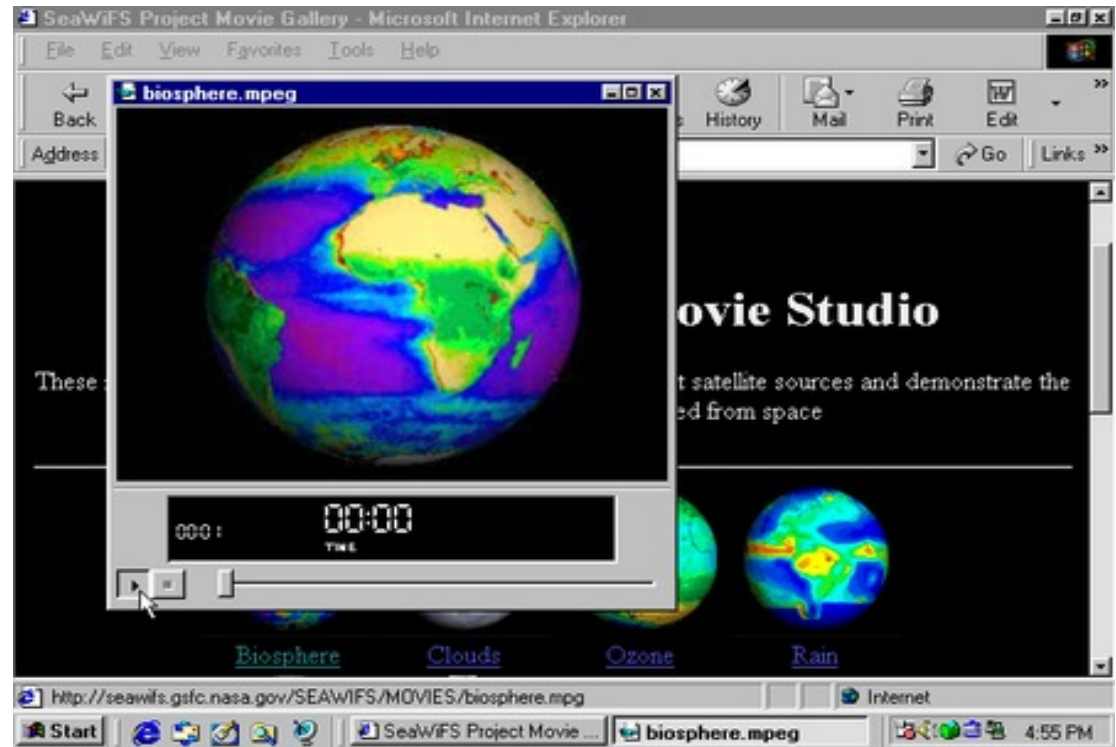 SeaWiFS Project Movie Gallery - Microsoft Internet Explorer
File Edit View Favorites Tools Help
Back
History Mail Print Edit
Address
Go Links
biosphere.mpeg
ovie Studio
These
t satellite sources and demonstrate the
ed from space
0001
00:00
TIME
Biosphere Clouds Ozone Rain
http://seawifs.gsfc.nasa.gov/SEAWIFS/MOVIES/biosphere.mpg
Internet
Start
SeaWiFS Project Movie ...
biosphere.mpeg
4:55 PM